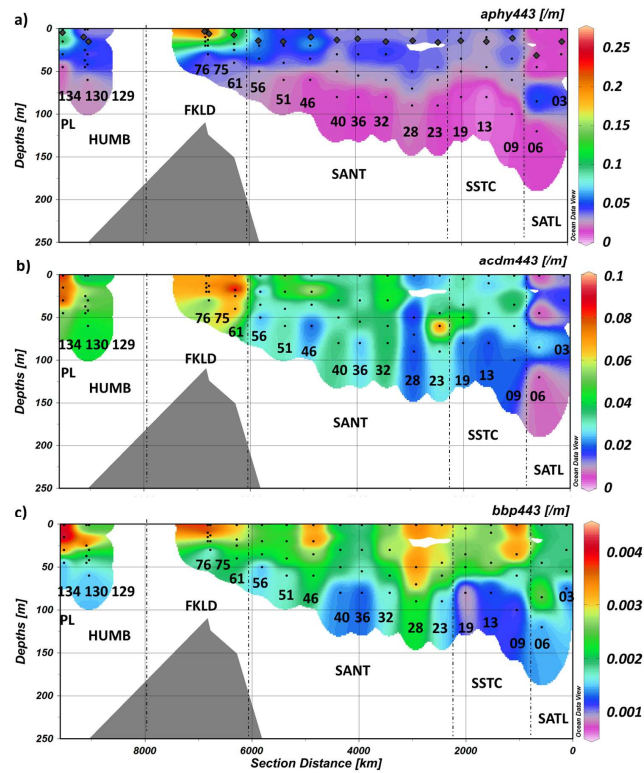 a)
aphy443 [/m]
0
50
100
150
200
250
Depths [m]
134 130 129
PL
HUMB
76 75
61
56
51
46
40 36 32
28
23
19
13
09
06
03
FKLD
SANT
SSTC
SATL
Ocean Data View
0.25
0.2
0.15
0.1
0.05
0
b)
acdm443 [/m]
0
50
100
150
200
250
Depths [m]
134 130 129
PL
HUMB
76 75
61
56
51
46
40 36 32
28
23
19
13
09
06
03
FKLD
SANT
SSTC
SATL
Ocean Data View
0.1
0.08
0.06
0.04
0.02
0
c)
bbp443 [/m]
0
50
100
150
200
250
Depths [m]
134 130 129
PL
HUMB
76 75
61
56
51
46
40 36 32
28
23
19
13
09
06
03
FKLD
SANT
SSTC
SATL
Ocean Data View
0.004
0.003
0.002
0.001
8000 6000 4000 2000 0
Section Distance [km]